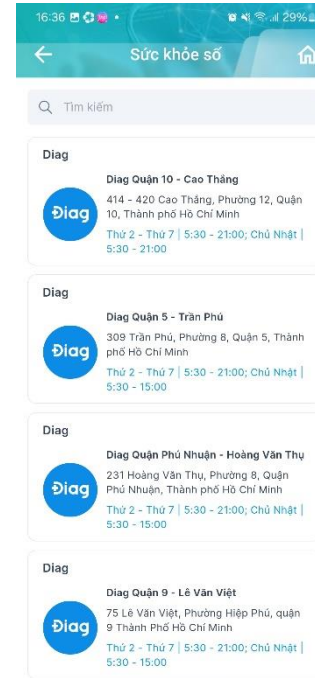 16:36
29%
Sức khỏe số
Tìm kiếm
Diag
Diag Quận 10 - Cao Thắng
Điag
414 - 420 Cao Thắng, Phường 12, Quận
10, Thành phố Hồ Chí Minh
Thứ 2 - Thứ 7 | 5:30 - 21:00; Chủ Nhật |
5:30 - 21:00
Diag
Diag Quận 5 - Trần Phú
Điag
309 Trần Phú, Phường 8, Quận 5, Thành
phố Hồ Chí Minh
Thứ 2 - Thứ 7 | 5:30 - 21:00; Chủ Nhật |
5:30 - 15:00
Diag
Diag Quận Phú Nhuận - Hoàng Văn Thụ
Điag
231 Hoàng Văn Thụ, Phường 8, Quận
Phú Nhuận, Thành phố Hồ Chí Minh
Thứ 2 - Thứ 7 | 5:30 - 21:00; Chủ Nhật |
5:30 - 15:00
Diag
Diag Quận 9 - Lê Văn Việt
Điag
75 Lê Văn Việt, Phường Hiệp Phú, quận
9 Thành Phố Hồ Chí Minh
Thứ 2 - Thứ 7 | 5:30 - 21:00; Chủ Nhật |
5:30 - 15:00